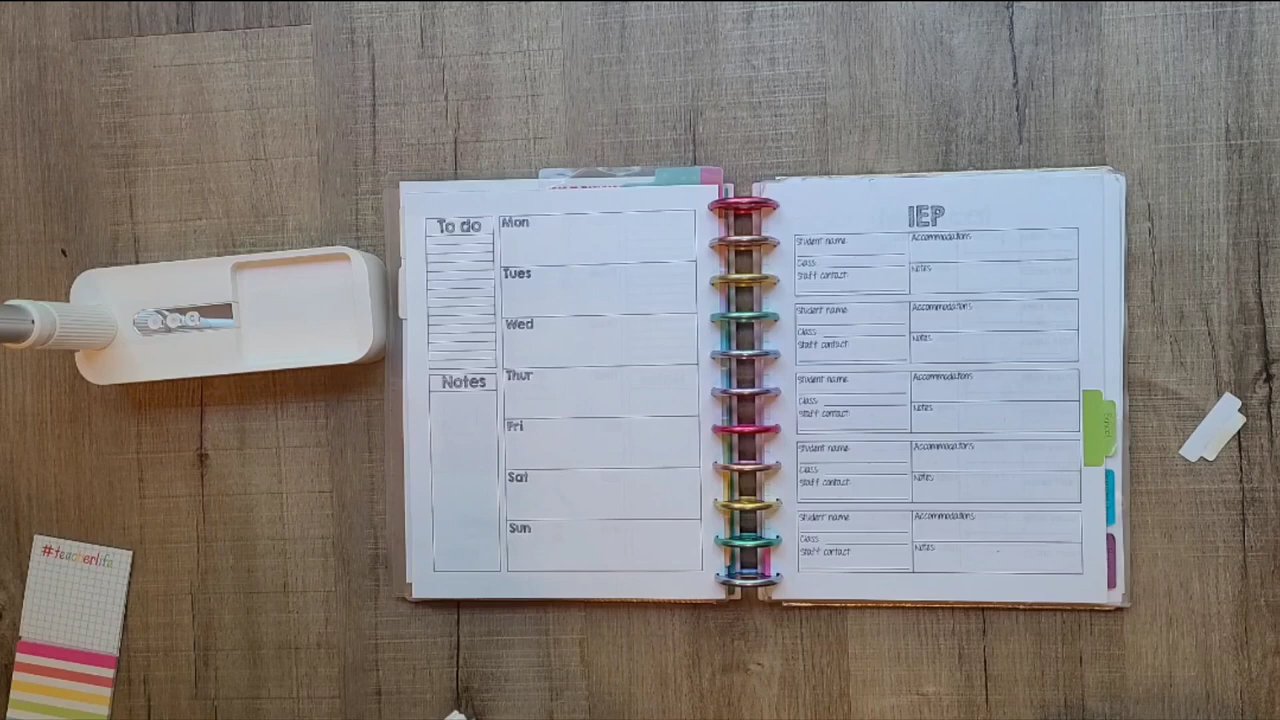 To do
Mon
Tues
Wed
Thur
Fri
Sat
Sun
Notes
IEP
Student name
Accommodations
Class
Staff contact:
Notes:
Student name
Accommodations
Class
Staff contact:
Notes:
Student name
Accommodations
Class
Staff contact:
Notes:
Student name
Accommodations
Class
Staff contact:
Notes:
Student name
Accommodations
Class
Staff contact:
Notes:
#teacherlife